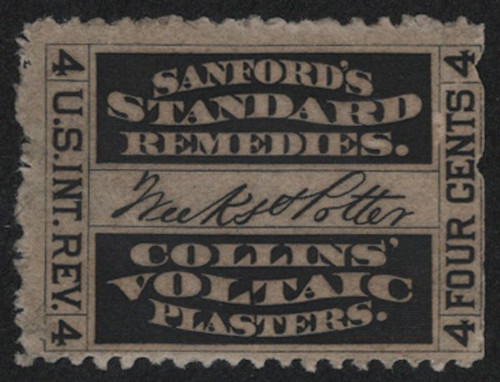 4 U.S. INT. REV. 4
SANFORD'S
STANDARD
REMEDIES.
Weeks & Potter
COLLINS'
VOLTAIC
PLASTERS.
4 FOUR CENTS 4